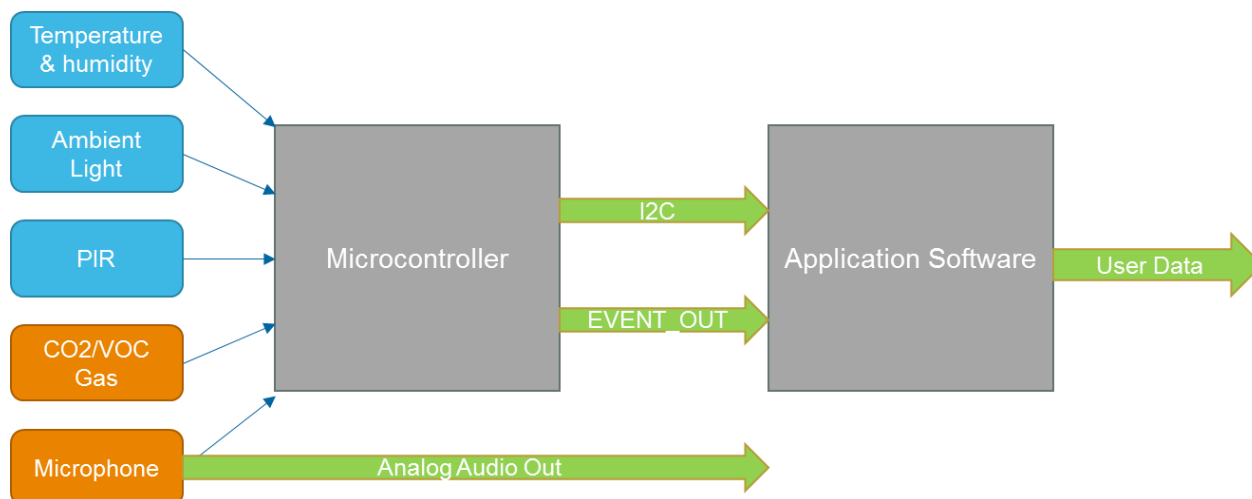 Temperature
& humidity
Ambient
Light
PIR
CO2/VOC
Gas
Microphone
Microcontroller
I2C
EVENT_OUT
Analog Audio Out
Application Software
User Data